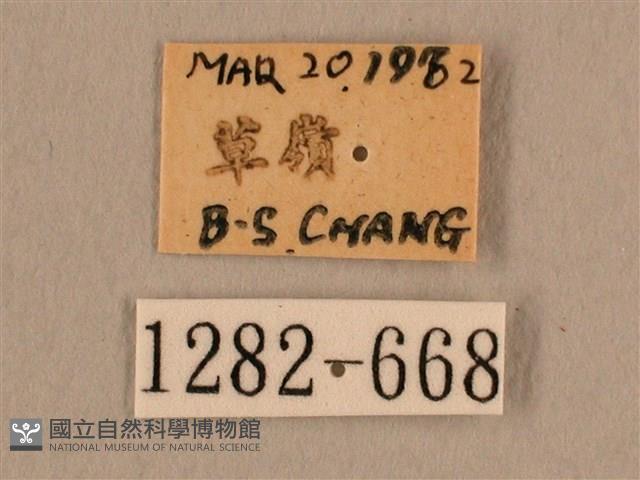 MAR 20.1982
草嶺
B-S.CHANG
1282-668
國立自然科學博物館
NATIONAL MUSEUM OF NATURAL SCIENCE